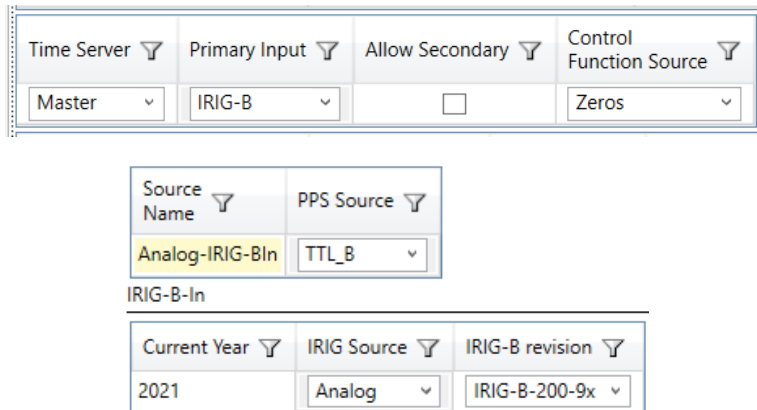 Time Server Primary Input Allow Secondary Control Function Source
Master IRIG-B Zeros
Source Name PPS Source
Analog-IRIG-BIn TTL_B
IRIG-B-In
Current Year IRIG Source IRIG-B revision
2021 Analog IRIG-B-200-9x